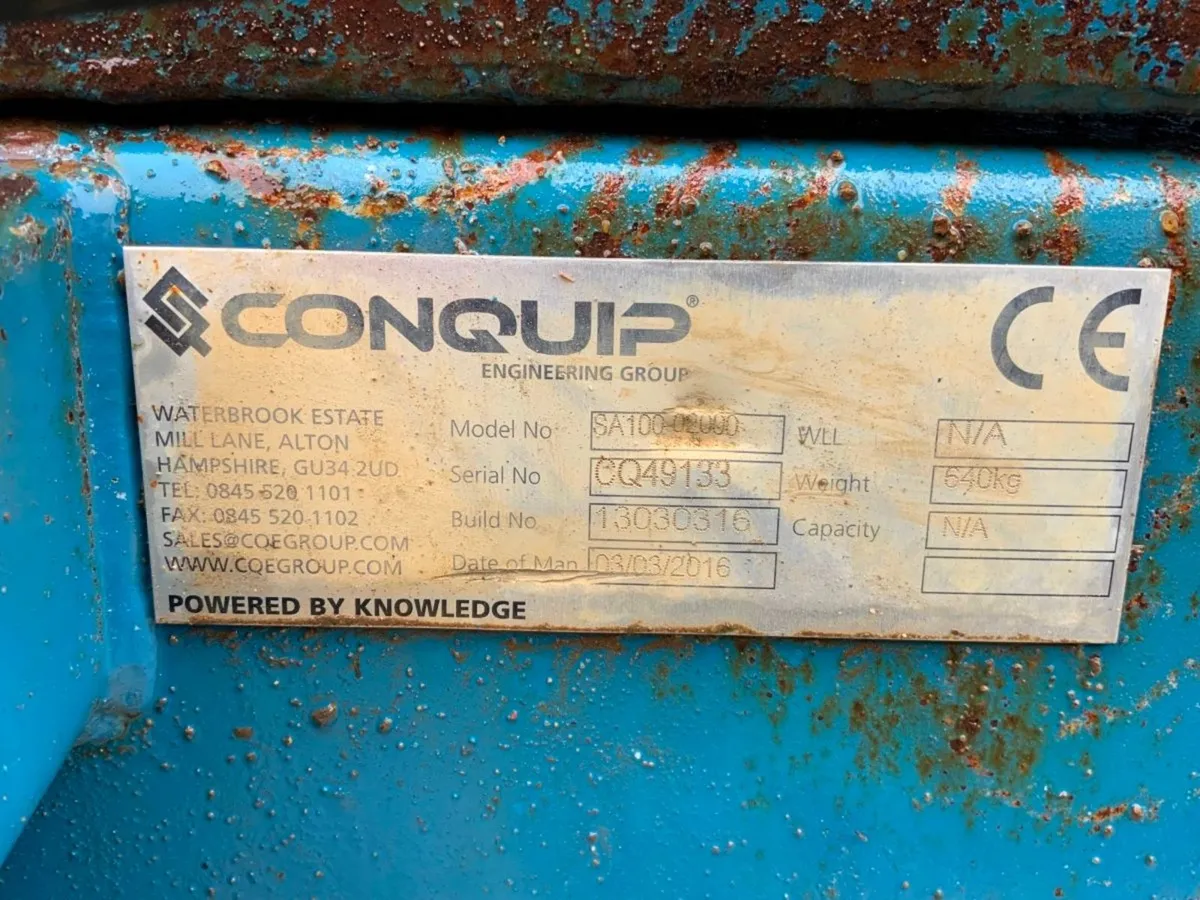 CONQUIP®
ENGINEERING GROUP
CE
WATERBROOK ESTATE
MILL LANE, ALTON
HAMPSHIRE, GU34 2UD
TEL: 0845 520 1101
FAX: 0845 520 1102
SALES@CQEGROUP.COM
WWW.CQEGROUP.COM
POWERED BY KNOWLEDGE
Model No SA100-02000
Serial No CQ49133
Build No 13030316
Date of Man 03/03/2016
WLL N/A
Weight 640kg
Capacity N/A